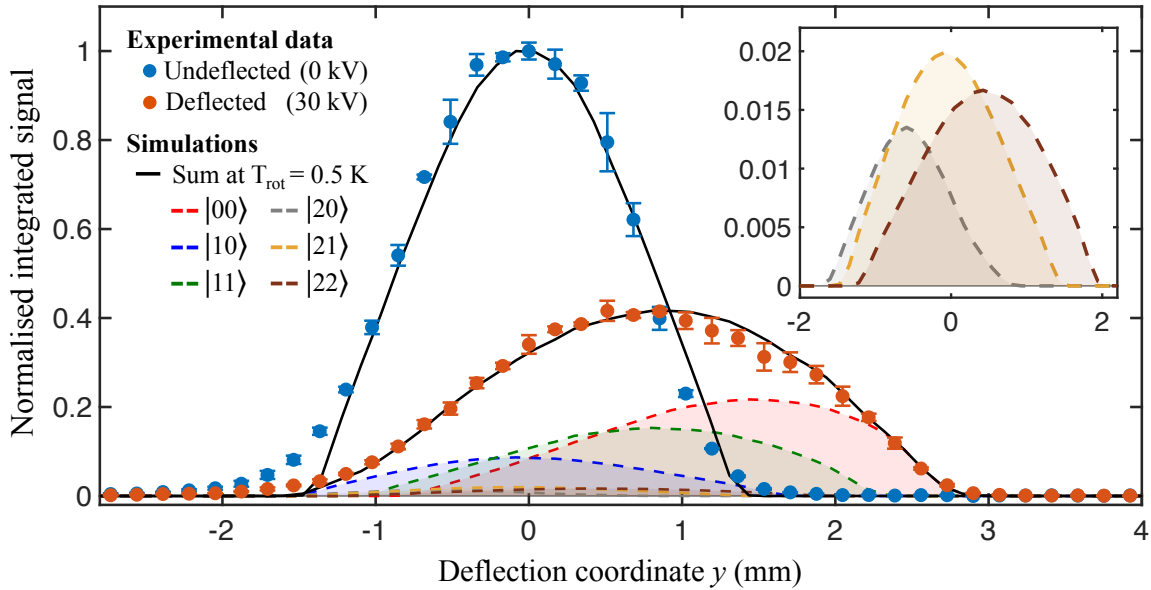 Experimental data
Undeflected (0 kV)
Deflected (30 kV)
Simulations
Sum at T_rot = 0.5 K
|00⟩ |20⟩
|10⟩ |21⟩
|11⟩ |22⟩
Normalised integrated signal
1
0.8
0.6
0.4
0.2
0
-2 -1 0 1 2 3 4
Deflection coordinate y (mm)
0.02
0.015
0.01
0.005
0
-2 0 2